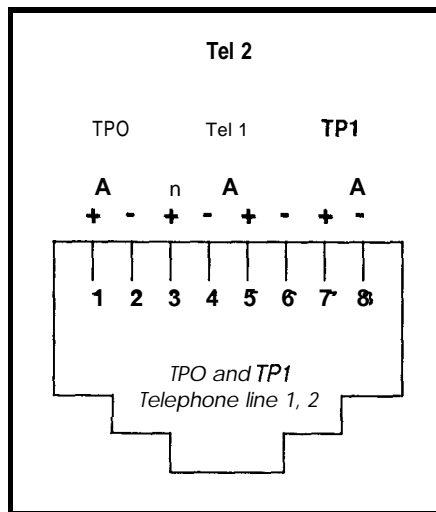 Tel 2
TPO Tel 1 TP1
A n A A
+ - + - + - + -
1 2 3 4 5 6 7 8
TPO and TP1
Telephone line 1, 2